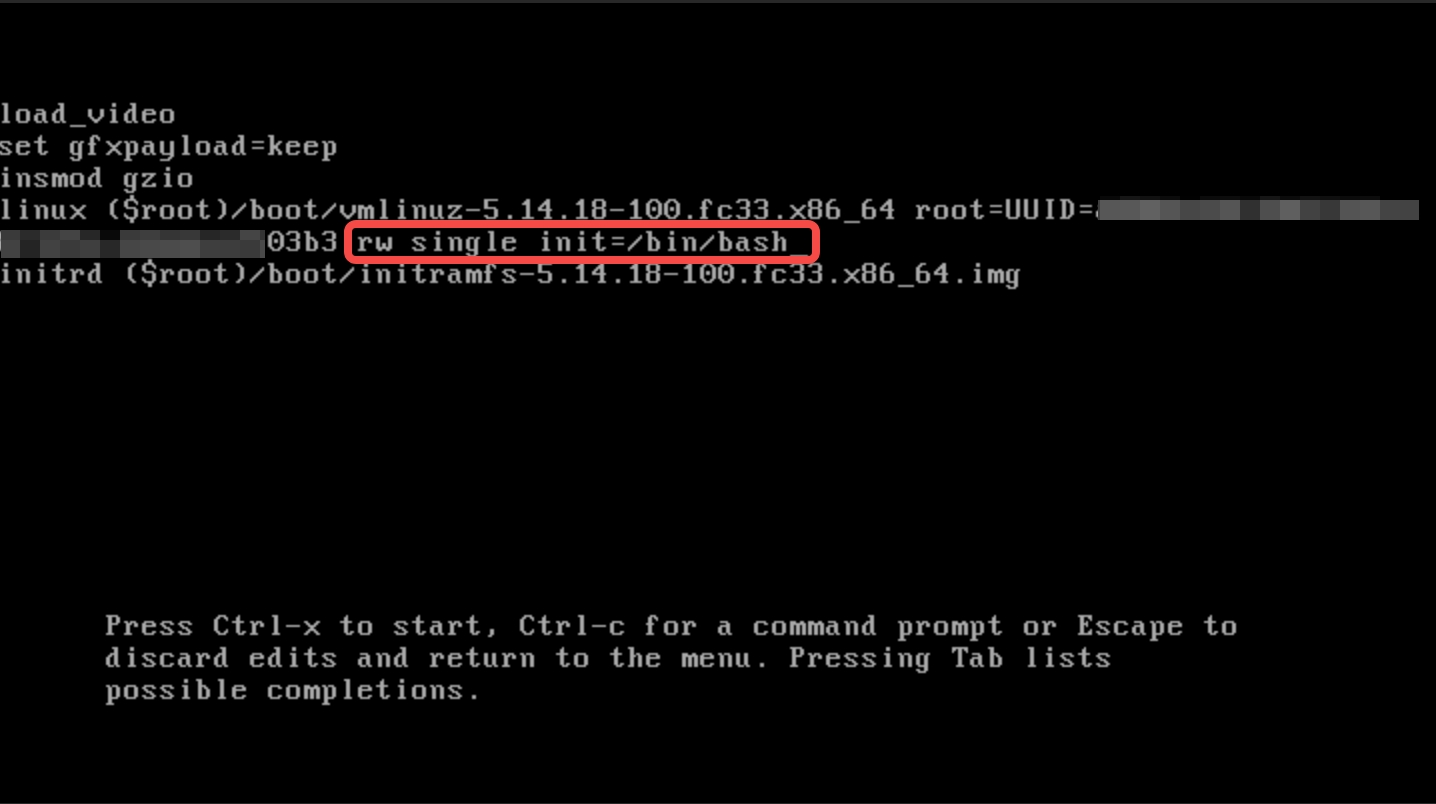 load_video
set gfxpayload=keep
insmod gzio
linux ($root)/boot/vmlinuz-5.14.18-100.fc33.x86_64 root=UUID=
03b3 rw single init=/bin/bash_
initrd ($root)/boot/initramfs-5.14.18-100.fc33.x86_64.img
Press Ctrl-x to start, Ctrl-c for a command prompt or Escape to
discard edits and return to the menu. Pressing Tab lists
possible completions.